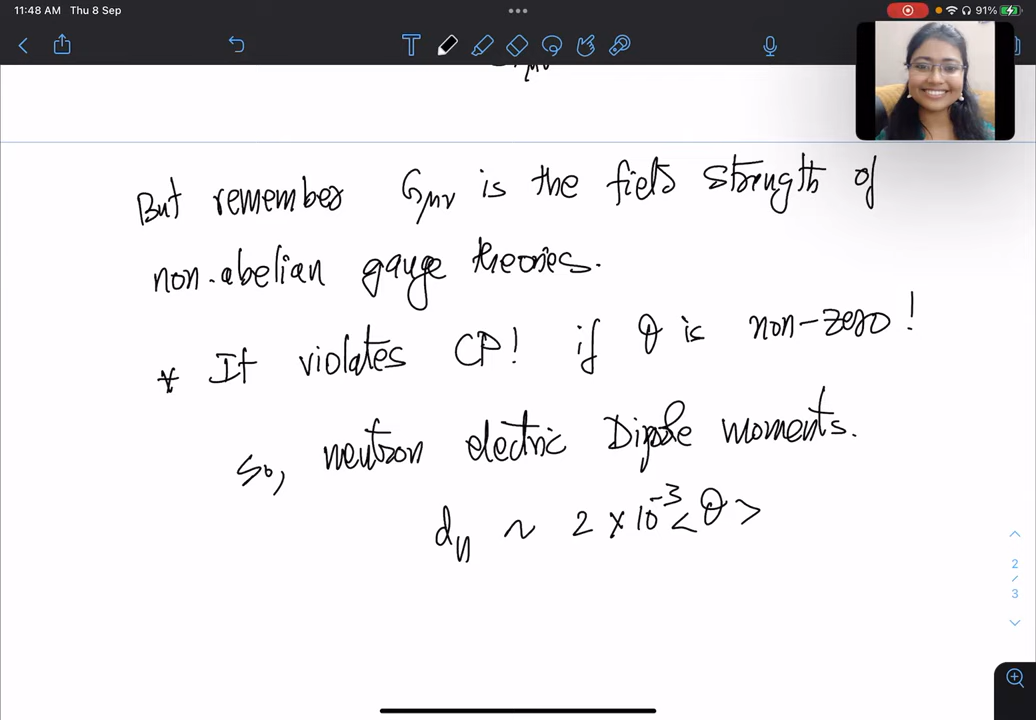 11:48 AM Thu 8 Sep
91%
But remember Gμν is the field strength of
non-abelian gauge theories.
* It violates CP! if θ is non-zero!
so, neutron electric Dipole moments.
dn ~ 2 × 10⁻³ <θ>
2
/
3